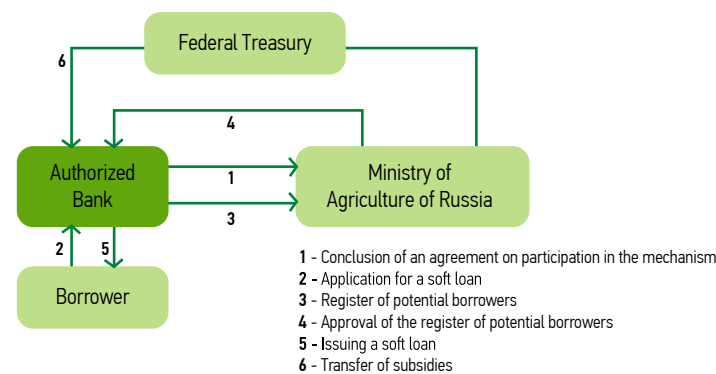 Federal Treasury
6
4
Authorized
Bank
1
3
Ministry of
Agriculture of Russia
2
5
Borrower
1 - Conclusion of an agreement on participation in the mechanism
2 - Application for a soft loan
3 - Register of potential borrowers
4 - Approval of the register of potential borrowers
5 - Issuing a soft loan
6 - Transfer of subsidies